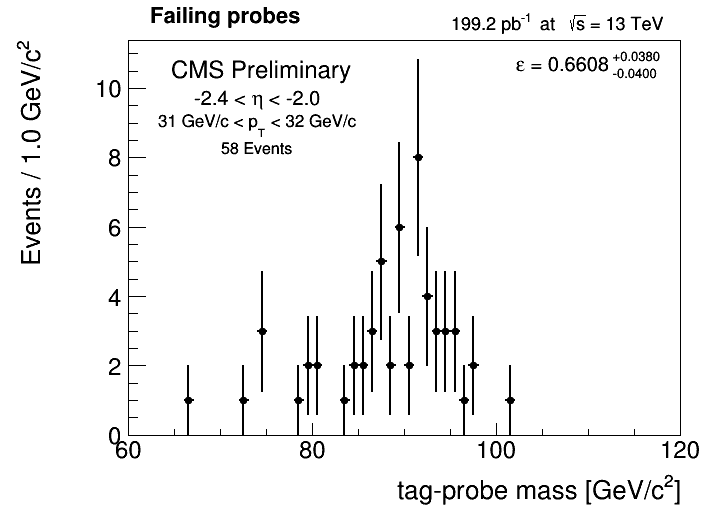 Failing probes
199.2 pb⁻¹ at √s = 13 TeV
CMS Preliminary
-2.4 < η < -2.0
31 GeV/c < p_T < 32 GeV/c
58 Events
ε = 0.6608 +0.0380 -0.0400
Events / 1.0 GeV/c²
10
8
6
4
2
0
60 80 100 120
tag-probe mass [GeV/c²]